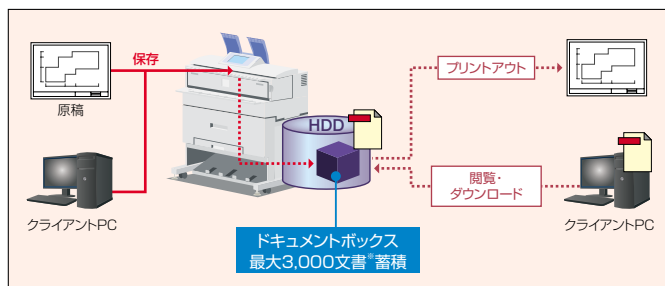 保存
原稿
クライアントPC
HDD
ドキュメントボックス
最大3,000文書※蓄積
プリントアウト
閲覧・
ダウンロード
クライアントPC